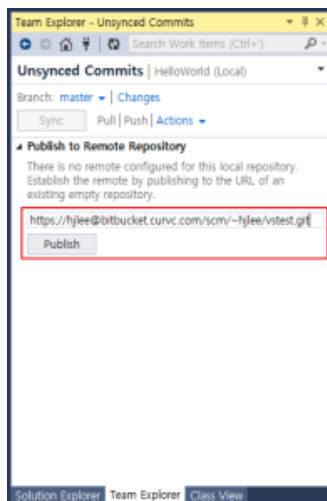 Team Explorer - Unsynced Commits
Search Work Items (Ctrl+')
Unsynced Commits | HelloWorld (Local)
Branch: master | Changes
Sync Pull | Push | Actions
Publish to Remote Repository
There is no remote configured for this local repository.
Establish the remote by publishing to the URL of an
existing empty repository.
https://hjlee@bitbucket.curvc.com/scm/~hjlee/vstest.git
Publish
Solution Explorer Team Explorer Class View